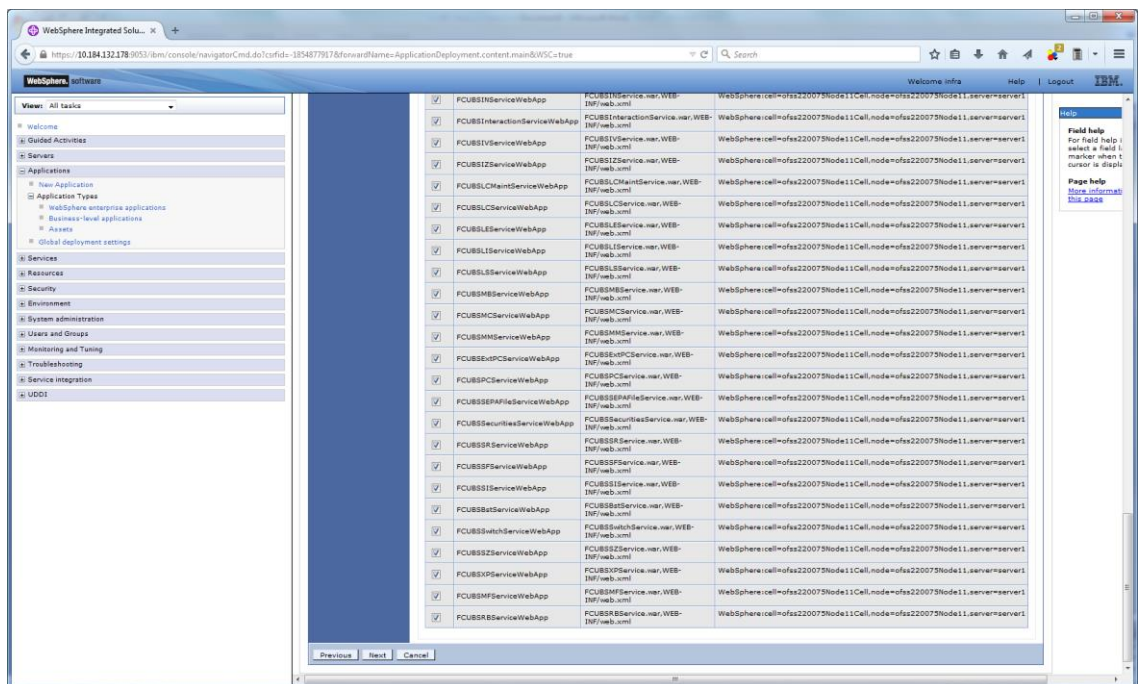 WebSphere Integrated Solu...
https://10.184.132.178:9053/ibm/console/navigatorCmd.do?csrfid=-1854877917&forwardName=ApplicationDeployment.content.main&WSC=true
Search
2
WebSphere. software
Welcome infra
Help | Logout
IBM.
View: All tasks
Welcome
Guided Activities
Servers
Applications
New Application
Application Types
WebSphere enterprise applications
Business-level applications
Assets
Global deployment settings
Services
Resources
Security
Environment
System administration
Users and Groups
Monitoring and Tuning
Troubleshooting
Service integration
UDDI
FCUBSINServiceWebApp FCUBSINService.war,WEB-INF/web.xml WebSphere:cell=ofss220075Node11Cell,node=ofss220075Node11,server=server1
FCUBSInteractionServiceWebApp FCUBSInteractionService.war,WEB-INF/web.xml WebSphere:cell=ofss220075Node11Cell,node=ofss220075Node11,server=server1
FCUBSIVServiceWebApp FCUBSIVService.war,WEB-INF/web.xml WebSphere:cell=ofss220075Node11Cell,node=ofss220075Node11,server=server1
FCUBSIZServiceWebApp FCUBSIZService.war,WEB-INF/web.xml WebSphere:cell=ofss220075Node11Cell,node=ofss220075Node11,server=server1
FCUBSLCMaintServiceWebApp FCUBSLCMaintService.war,WEB-INF/web.xml WebSphere:cell=ofss220075Node11Cell,node=ofss220075Node11,server=server1
FCUBSLCServiceWebApp FCUBSLCService.war,WEB-INF/web.xml WebSphere:cell=ofss220075Node11Cell,node=ofss220075Node11,server=server1
FCUBSLEServiceWebApp FCUBSLEService.war,WEB-INF/web.xml WebSphere:cell=ofss220075Node11Cell,node=ofss220075Node11,server=server1
FCUBSLIServiceWebApp FCUBSLIService.war,WEB-INF/web.xml WebSphere:cell=ofss220075Node11Cell,node=ofss220075Node11,server=server1
FCUBSLSServiceWebApp FCUBSLSService.war,WEB-INF/web.xml WebSphere:cell=ofss220075Node11Cell,node=ofss220075Node11,server=server1
FCUBSMBServiceWebApp FCUBSMBService.war,WEB-INF/web.xml WebSphere:cell=ofss220075Node11Cell,node=ofss220075Node11,server=server1
FCUBSMCServiceWebApp FCUBSMCService.war,WEB-INF/web.xml WebSphere:cell=ofss220075Node11Cell,node=ofss220075Node11,server=server1
FCUBSMMServiceWebApp FCUBSMMService.war,WEB-INF/web.xml WebSphere:cell=ofss220075Node11Cell,node=ofss220075Node11,server=server1
FCUBSExtPCServiceWebApp FCUBSExtPCService.war,WEB-INF/web.xml WebSphere:cell=ofss220075Node11Cell,node=ofss220075Node11,server=server1
FCUBSPCServiceWebApp FCUBSPCService.war,WEB-INF/web.xml WebSphere:cell=ofss220075Node11Cell,node=ofss220075Node11,server=server1
FCUBSSEPAFileServiceWebApp FCUBSSEPAFileService.war,WEB-INF/web.xml WebSphere:cell=ofss220075Node11Cell,node=ofss220075Node11,server=server1
FCUBSSecuritiesServiceWebApp FCUBSSecuritiesService.war,WEB-INF/web.xml WebSphere:cell=ofss220075Node11Cell,node=ofss220075Node11,server=server1
FCUBSSRServiceWebApp FCUBSSRService.war,WEB-INF/web.xml WebSphere:cell=ofss220075Node11Cell,node=ofss220075Node11,server=server1
FCUBSSFServiceWebApp FCUBSSFService.war,WEB-INF/web.xml WebSphere:cell=ofss220075Node11Cell,node=ofss220075Node11,server=server1
FCUBSSIServiceWebApp FCUBSSIService.war,WEB-INF/web.xml WebSphere:cell=ofss220075Node11Cell,node=ofss220075Node11,server=server1
FCUBSBstServiceWebApp FCUBSBstService.war,WEB-INF/web.xml WebSphere:cell=ofss220075Node11Cell,node=ofss220075Node11,server=server1
FCUBSSwitchServiceWebApp FCUBSSwitchService.war,WEB-INF/web.xml WebSphere:cell=ofss220075Node11Cell,node=ofss220075Node11,server=server1
FCUBSSZServiceWebApp FCUBSSZService.war,WEB-INF/web.xml WebSphere:cell=ofss220075Node11Cell,node=ofss220075Node11,server=server1
FCUBSXPServiceWebApp FCUBSXPService.war,WEB-INF/web.xml WebSphere:cell=ofss220075Node11Cell,node=ofss220075Node11,server=server1
FCUBSMFServiceWebApp FCUBSMFService.war,WEB-INF/web.xml WebSphere:cell=ofss220075Node11Cell,node=ofss220075Node11,server=server1
FCUBSRBServiceWebApp FCUBSRBService.war,WEB-INF/web.xml WebSphere:cell=ofss220075Node11Cell,node=ofss220075Node11,server=server1
Previous Next Cancel
Help
Field help
For field help
select a field
marker when t
cursor is displa
Page help
More informati
this page